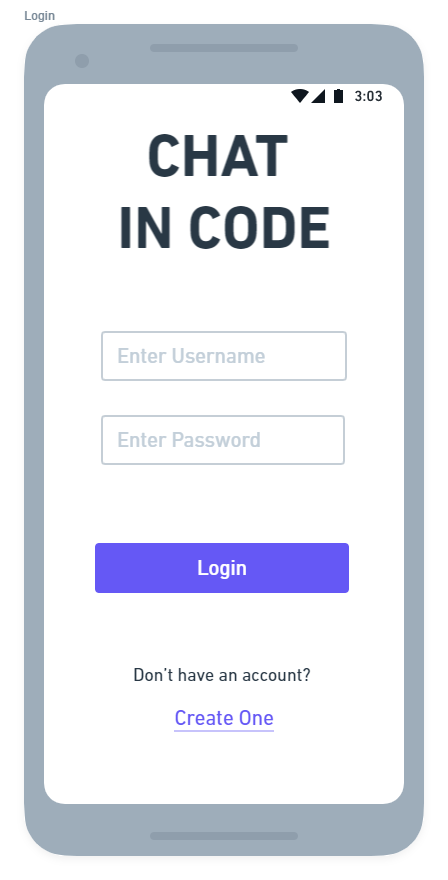 Login
3:03
CHAT
IN CODE
Enter Username
Enter Password
Login
Don't have an account?
Create One